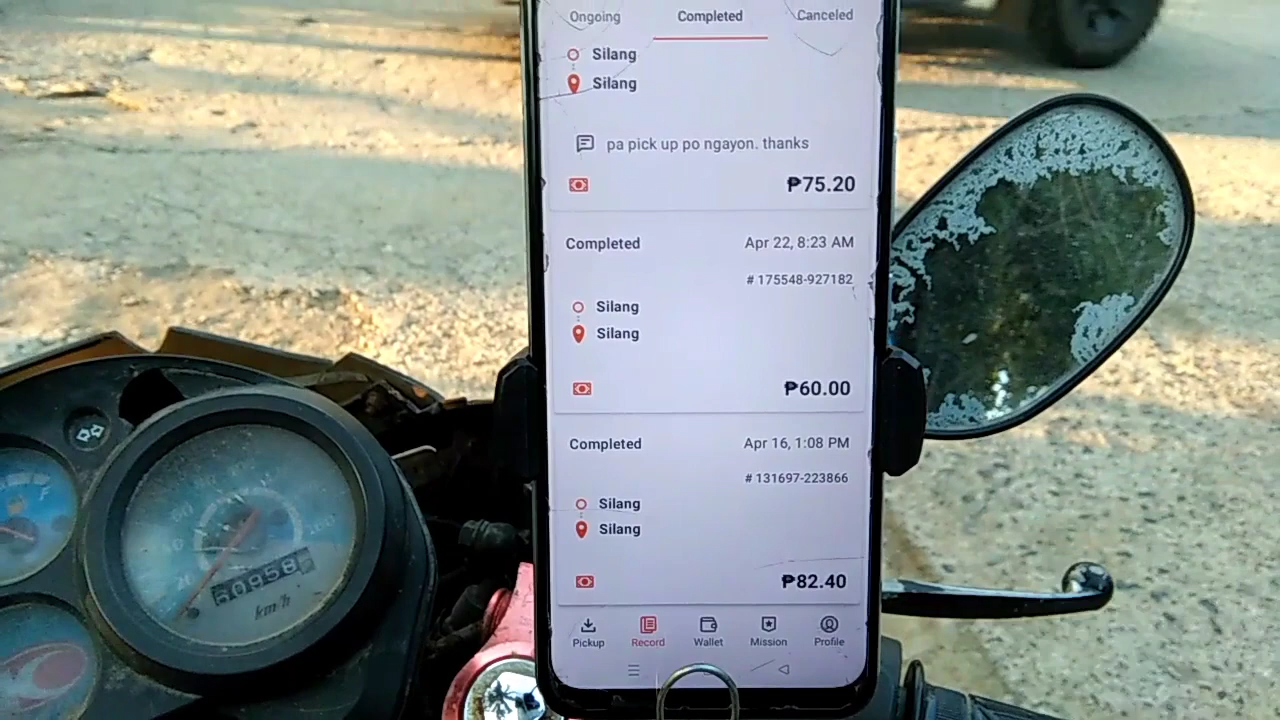 Ongoing Completed Canceled
Silang
Silang
pa pick up po ngayon. thanks
₱75.20
Completed Apr 22, 8:23 AM
# 175548-927182
Silang
Silang
₱60.00
Completed Apr 16, 1:08 PM
# 131697-223866
Silang
Silang
₱82.40
Pickup Record Wallet Mission Profile
km/h